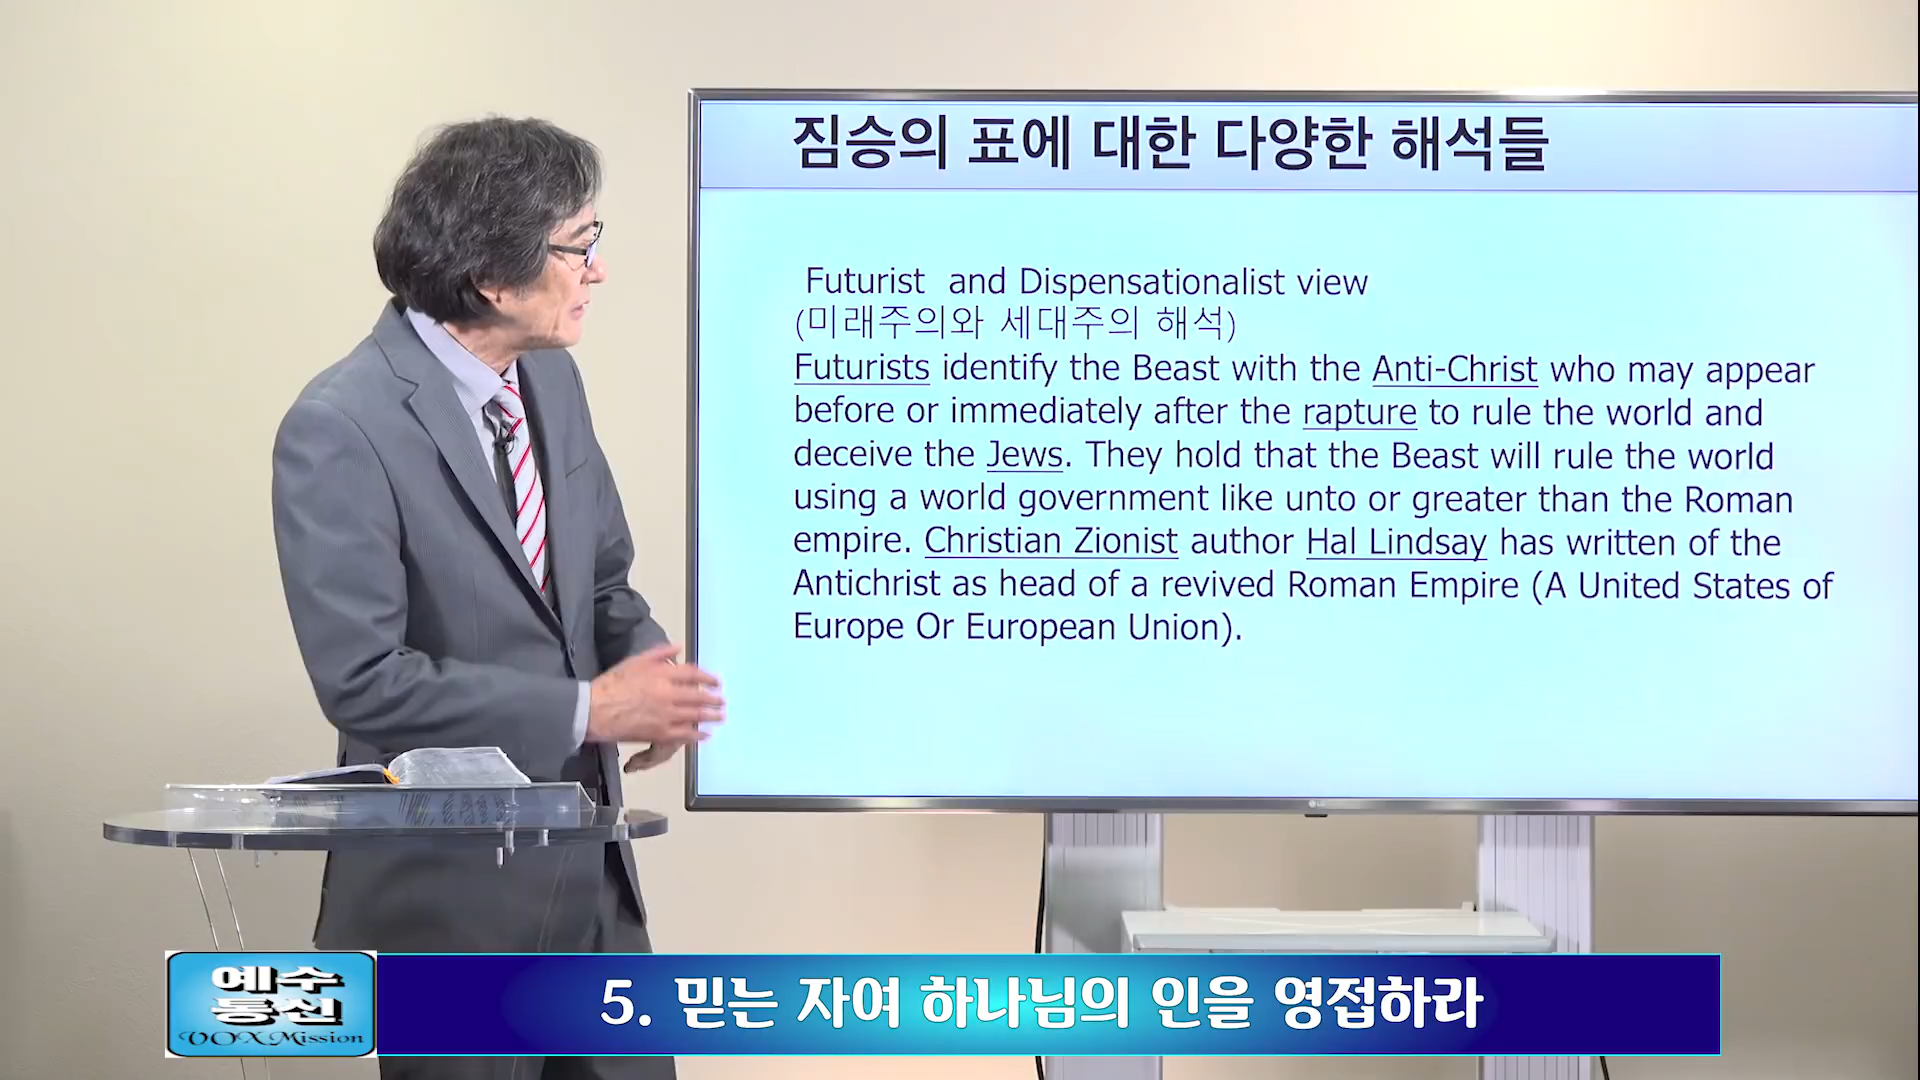 짐승의 표에 대한 다양한 해석들
Futurist and Dispensationalist view
(미래주의와 세대주의 해석)
Futurists identify the Beast with the Anti-Christ who may appear
before or immediately after the rapture to rule the world and
deceive the Jews. They hold that the Beast will rule the world
using a world government like unto or greater than the Roman
empire. Christian Zionist author Hal Lindsay has written of the
Antichrist as head of a revived Roman Empire (A United States of
Europe Or European Union).
LG
예수
통신
VOX Mission
5. 믿는 자여 하나님의 인을 영접하라